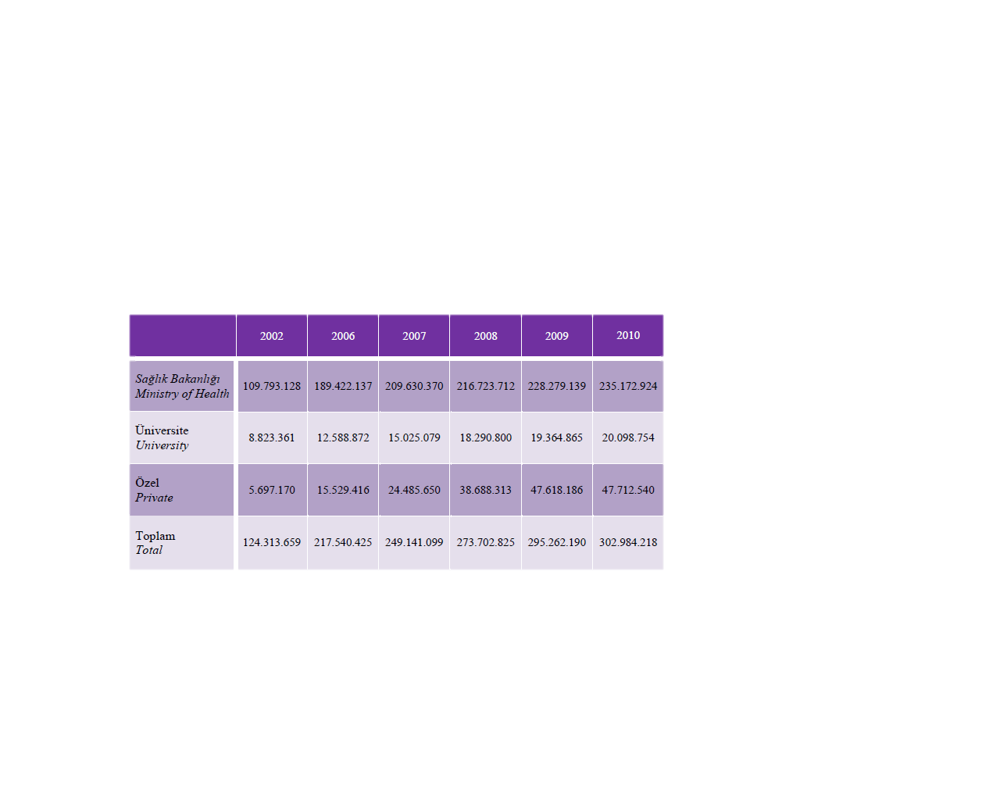 2002 2006 2007 2008 2009 2010
Sağlık Bakanlığı
Ministry of Health
109.793.128 189.422.137 209.630.370 216.723.712 228.279.139 235.172.924
Üniversite
University
8.823.361 12.588.872 15.025.079 18.290.800 19.364.865 20.098.754
Özel
Private
5.697.170 15.529.416 24.485.650 38.688.313 47.618.186 47.712.540
Toplam
Total
124.313.659 217.540.425 249.141.099 273.702.825 295.262.190 302.984.218